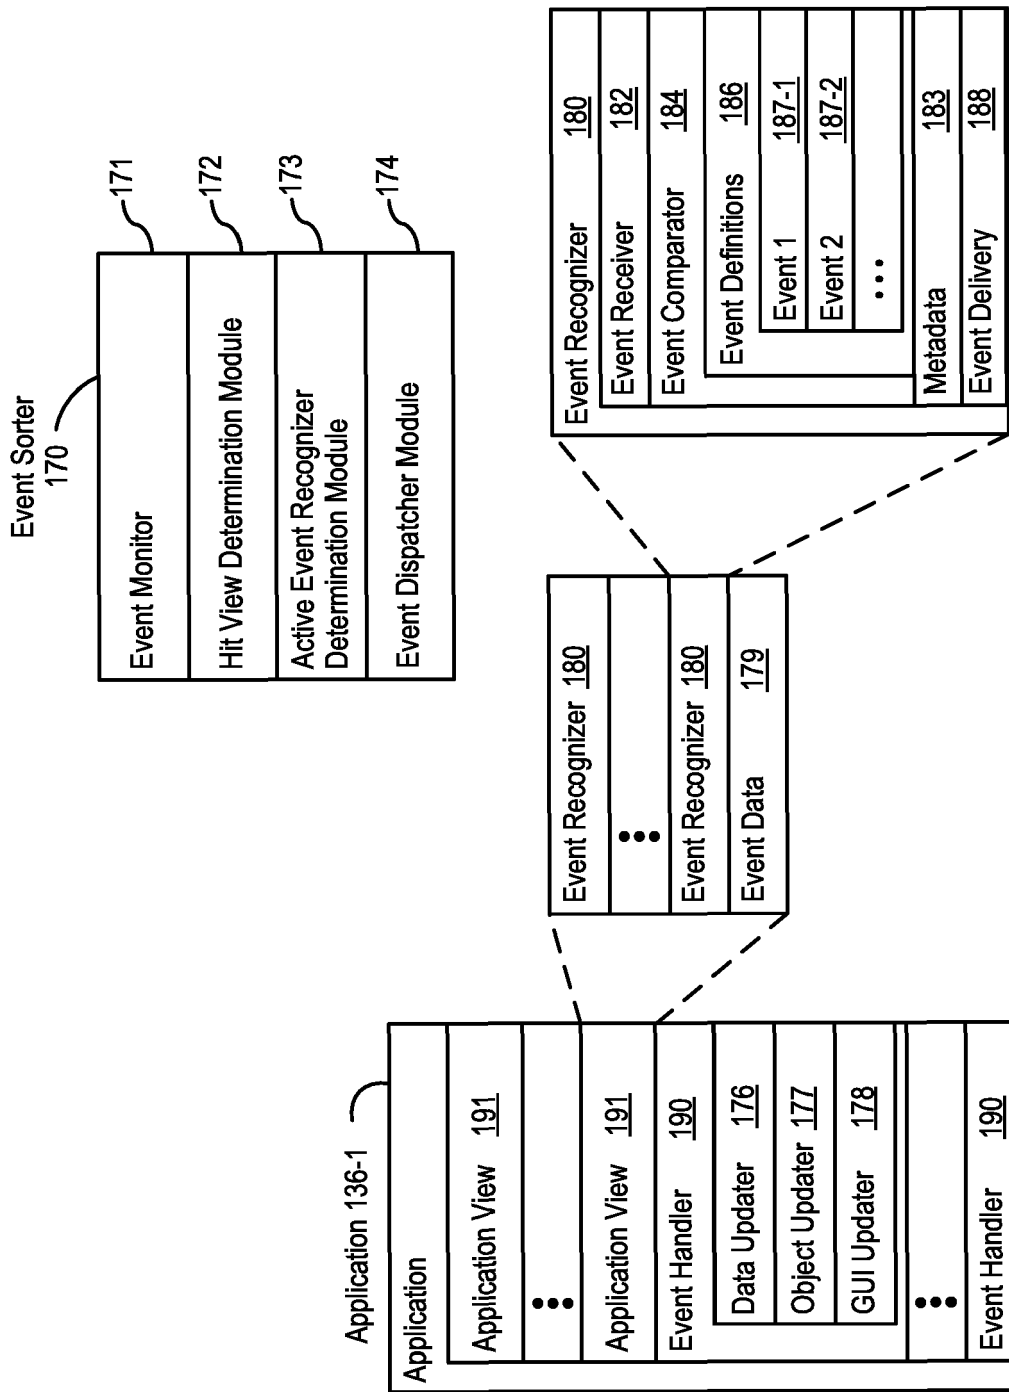 Event Sorter
170
Event Monitor
171
Hit View Determination Module
172
Active Event Recognizer
Determination Module
173
Event Dispatcher Module
174
Application 136-1
Application
Application View 191
Application View 191
Event Handler 190
Data Updater 176
Object Updater 177
GUI Updater 178
Event Handler 190
Event Recognizer 180
Event Recognizer 180
Event Data 179
Event Recognizer 180
Event Receiver 182
Event Comparator 184
Event Definitions 186
Event 1 187-1
Event 2 187-2
Metadata 183
Event Delivery 188